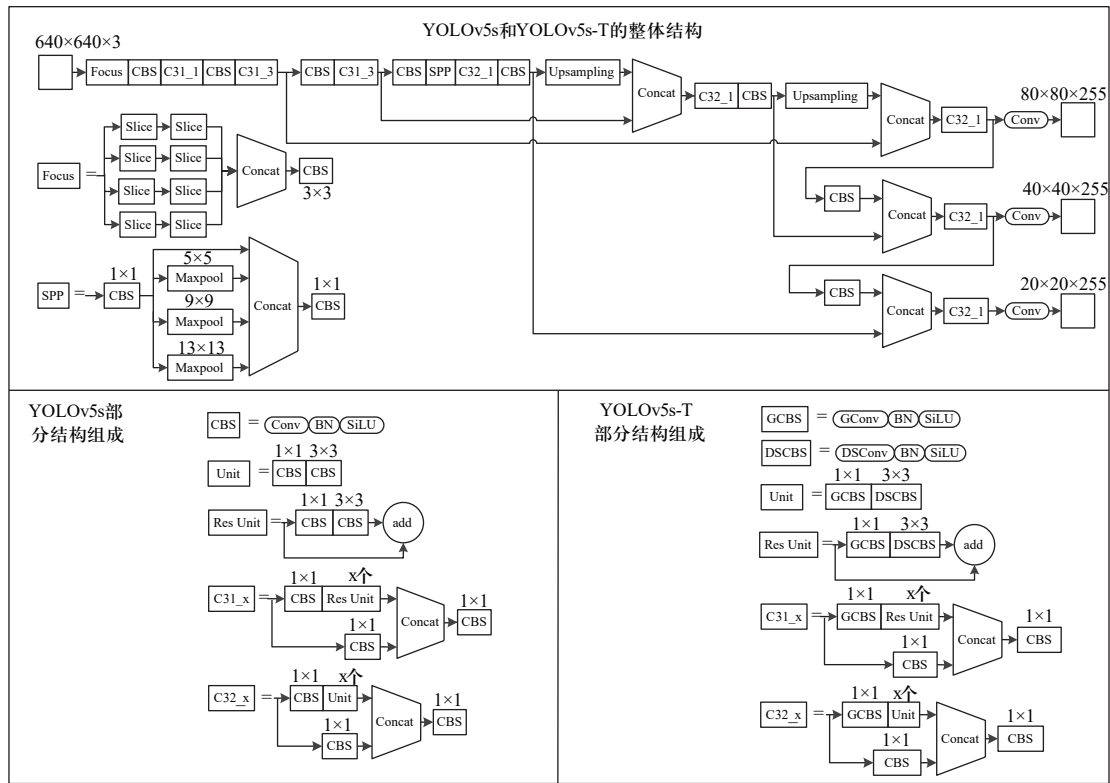 YOLOv5s和YOLOv5s-T的整体结构
640×640×3
Focus CBS C31_1 CBS C31_3 CBS C31_3 CBS SPP C32_1 CBS Upsampling
Concat
C32_1 CBS Upsampling
Concat
C32_1 Conv
80×80×255
Slice Slice
Slice Slice
Focus = Concat CBS
3×3
Slice Slice
Slice Slice
CBS Concat C32_1 Conv
40×40×255
CBS Concat C32_1 Conv
20×20×255
SPP = CBS
1×1
5×5
Maxpool
9×9
Maxpool
13×13
Maxpool
Concat
1×1
CBS
YOLOv5s部
分结构组成
CBS = Conv BN SiLU
1×1 3×3
Unit = CBS CBS
1×1 3×3
Res Unit = CBS CBS add
1×1 x个
C31_x = CBS Res Unit
1×1
CBS
Concat
1×1
CBS
1×1 x个
C32_x = CBS Unit
1×1
CBS
Concat
1×1
CBS
YOLOv5s-T
部分结构组成
GCBS = GConv BN SiLU
DSCBS = DSConv BN SiLU
1×1 3×3
Unit = GCBS DSCBS
1×1 3×3
Res Unit = GCBS DSCBS add
1×1 x个
C31_x = GCBS Res Unit
1×1
CBS
Concat
1×1
CBS
1×1 x个
C32_x = GCBS Unit
1×1
CBS
Concat
1×1
CBS